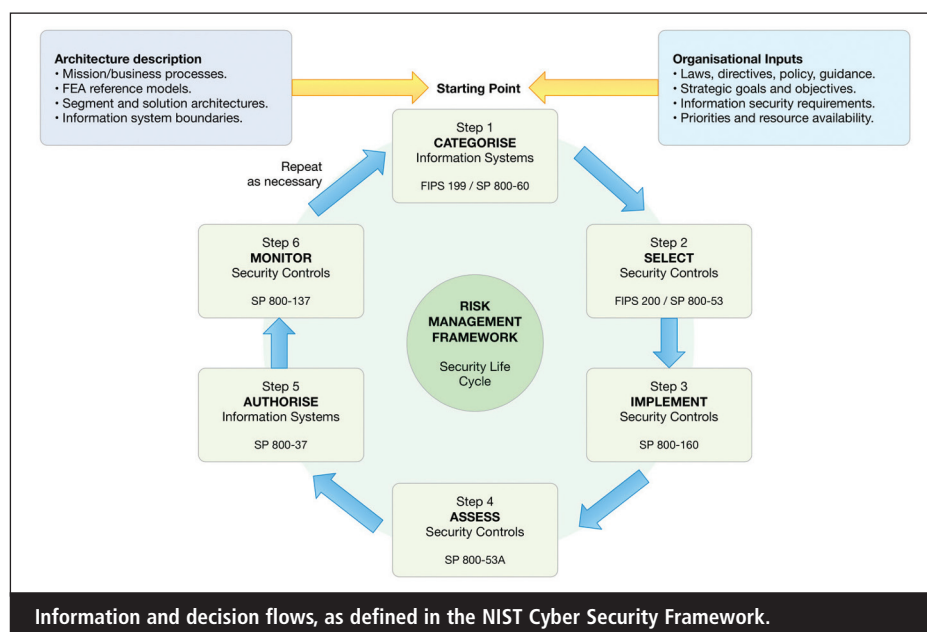 Architecture description
• Mission/business processes.
• FEA reference models.
• Segment and solution architectures.
• Information system boundaries.
Starting Point
Organisational Inputs
• Laws, directives, policy, guidance.
• Strategic goals and objectives.
• Information security requirements.
• Priorities and resource availability.
Step 1
CATEGORISE
Information Systems
FIPS 199 / SP 800-60
Repeat
as necessary
Step 2
SELECT
Security Controls
FIPS 200 / SP 800-53
Step 3
IMPLEMENT
Security Controls
SP 800-160
Step 4
ASSESS
Security Controls
SP 800-53A
Step 5
AUTHORISE
Information Systems
SP 800-37
Step 6
MONITOR
Security Controls
SP 800-137
RISK
MANAGEMENT
FRAMEWORK
Security Life
Cycle
Information and decision flows, as defined in the NIST Cyber Security Framework.